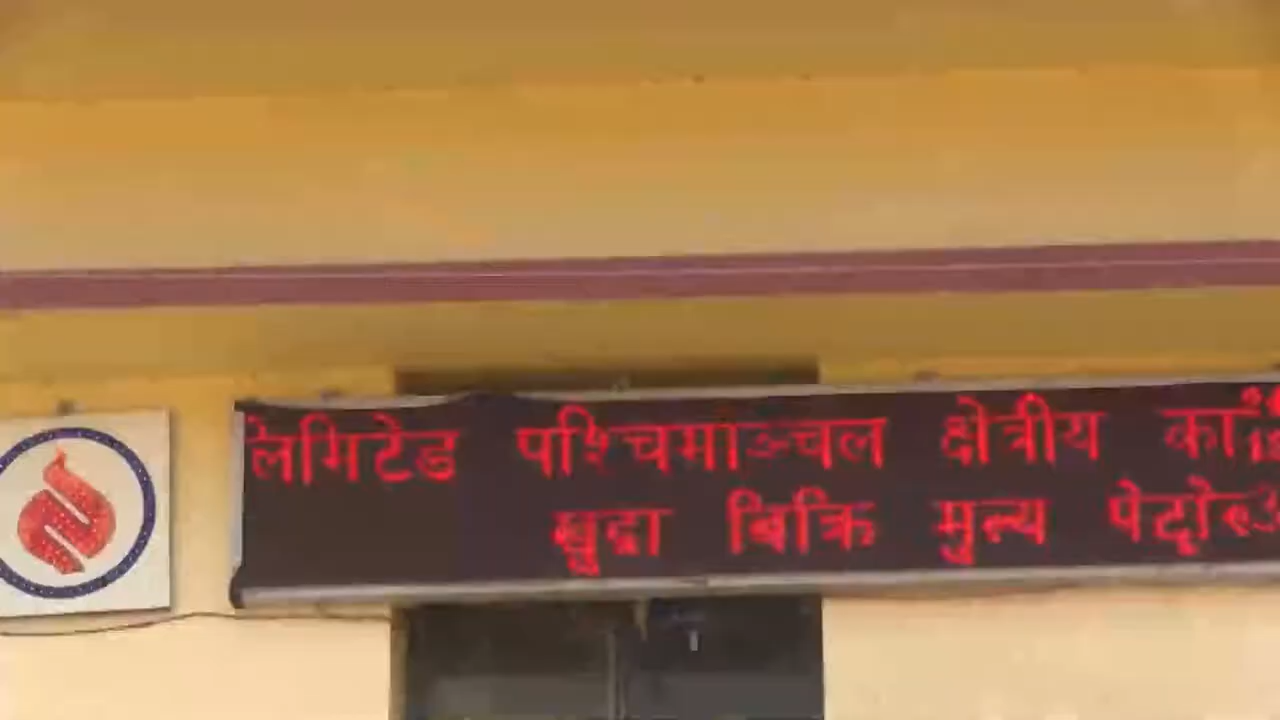 लिमिटेड पश्चिमाञ्चल क्षेत्रीय
खुद्रा बिक्रि मुल्य